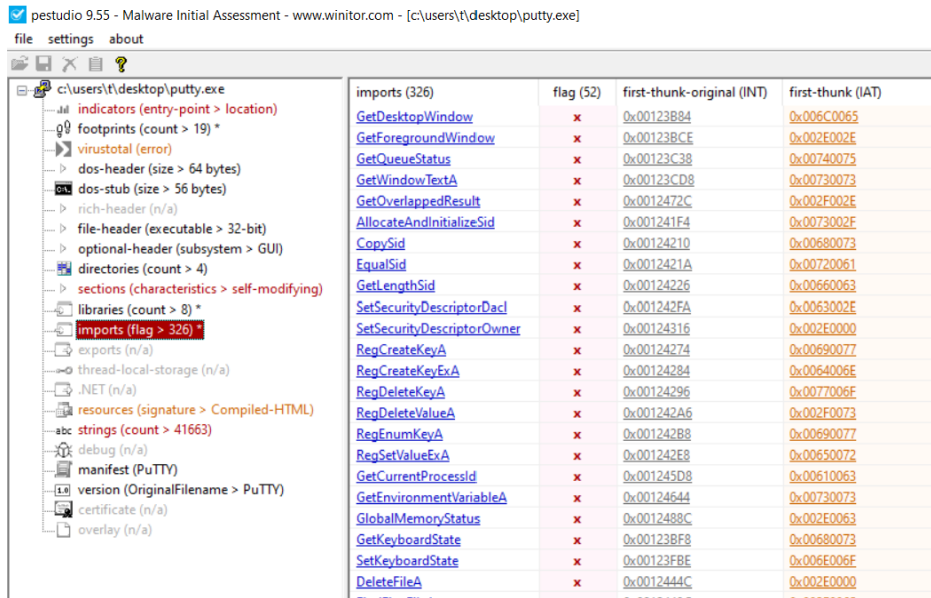 pestudio 9.55 - Malware Initial Assessment - www.winitor.com - [c:\users\t\desktop\putty.exe]
file settings about
c:\users\t\desktop\putty.exe
indicators (entry-point > location)
footprints (count > 19) *
virustotal (error)
dos-header (size > 64 bytes)
dos-stub (size > 56 bytes)
rich-header (n/a)
file-header (executable > 32-bit)
optional-header (subsystem > GUI)
directories (count > 4)
sections (characteristics > self-modifying)
libraries (count > 8) *
imports (flag > 326) *
exports (n/a)
thread-local-storage (n/a)
.NET (n/a)
resources (signature > Compiled-HTML)
abc strings (count > 41663)
debug (n/a)
manifest (PuTTY)
1.0 version (OriginalFilename > PuTTY)
certificate (n/a)
overlay (n/a)
imports (326) flag (52) first-thunk-original (INT) first-thunk (IAT)
GetDesktopWindow x 0x00123B84 0x006C0065
GetForegroundWindow x 0x00123BCE 0x002E002E
GetQueueStatus x 0x00123C38 0x00740075
GetWindowTextA x 0x00123CD8 0x00730073
GetOverlappedResult x 0x0012472C 0x002F002E
AllocateAndInitializeSid x 0x001241F4 0x0073002F
CopySid x 0x00124210 0x00680073
EqualSid x 0x0012421A 0x00720061
GetLengthSid x 0x00124226 0x00660063
SetSecurityDescriptorDacl x 0x001242FA 0x0063002E
SetSecurityDescriptorOwner x 0x00124316 0x002E0000
RegCreateKeyA x 0x00124274 0x00690077
RegCreateKeyExA x 0x00124284 0x0064006E
RegDeleteKeyA x 0x00124296 0x0077006F
RegDeleteValueA x 0x001242A6 0x002F0073
RegEnumKeyA x 0x001242B8 0x00690077
RegSetValueExA x 0x001242E8 0x00650072
GetCurrentProcessId x 0x001245D8 0x00610063
GetEnvironmentVariableA x 0x00124644 0x00730073
GlobalMemoryStatus x 0x0012488C 0x002E0063
GetKeyboardState x 0x00123BF8 0x00680073
SetKeyboardState x 0x00123FBE 0x006E006F
DeleteFileA x 0x0012444C 0x002E0000